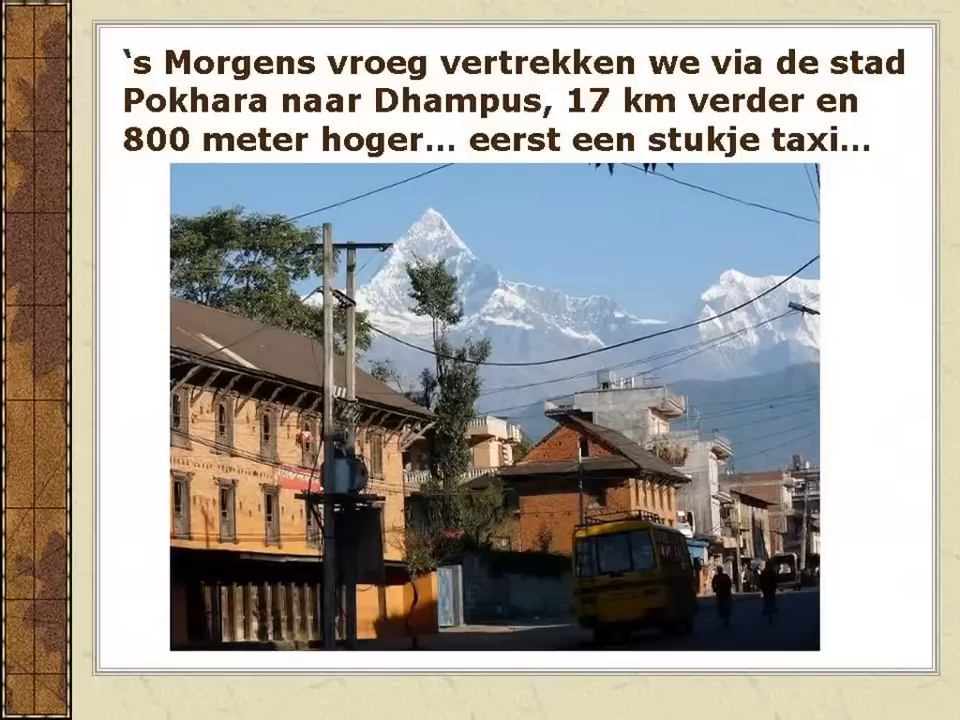 ‘s Morgens vroeg vertrekken we via de stad
Pokhara naar Dhampus, 17 km verder en
800 meter hoger... eerst een stukje taxi...